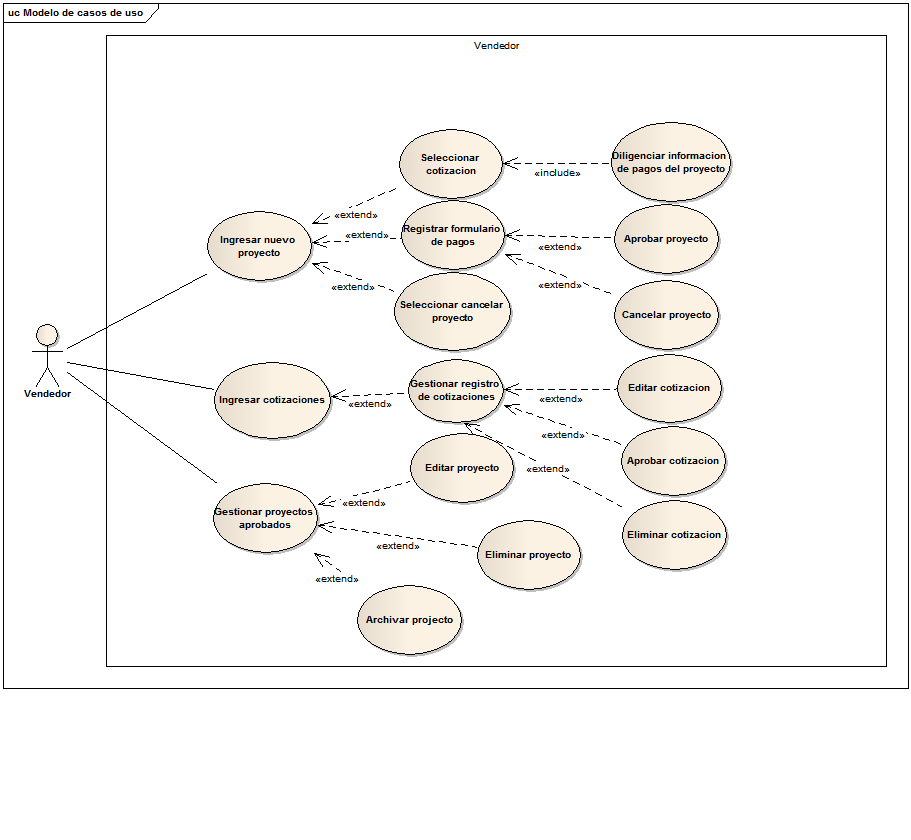 uc Modelo de casos de uso
Vendedor
Seleccionar
cotizacion
«include»
Diligenciar informacion
de pagos del proyecto
«extend»
Ingresar nuevo
proyecto
«extend»
Registrar formulario
de pagos
«extend»
Aprobar proyecto
«extend»
Seleccionar cancelar
proyecto
«extend»
Cancelar proyecto
Vendedor
Ingresar cotizaciones
«extend»
Gestionar registro
de cotizaciones
«extend»
Editar cotizacion
«extend»
Aprobar cotizacion
«extend»
Eliminar cotizacion
Gestionar proyectos
aprobados
«extend»
Editar proyecto
«extend»
Eliminar proyecto
«extend»
Archivar projecto